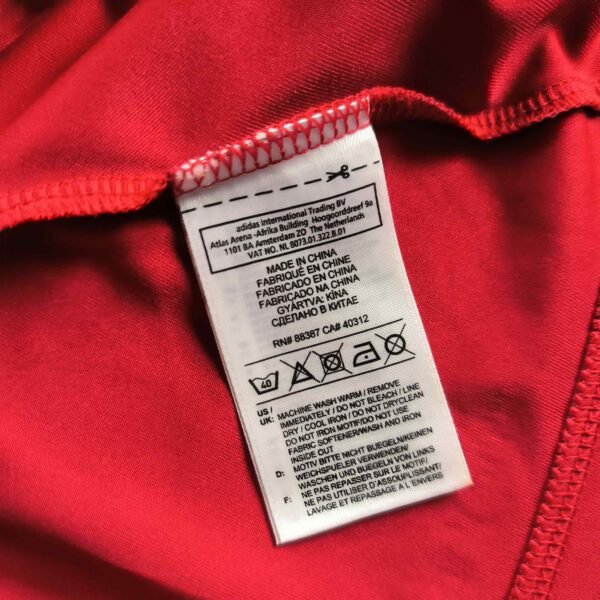 adidas International Trading BV
Atlas Arena -Afrika Building Hoogoorddreef 9a
1101 BA Amsterdam ZO The Netherlands
VAT NO. NL 8073.01.322.B.01
MADE IN CHINA
FABRIQUÉ EN CHINE
FABRICADO EN CHINA
FABRICADO NA CHINA
GYÁRTVA: KÍNA
СДЕЛАНО В КИТАЕ
RN# 88387 CA# 40312
40
US / UK: MACHINE WASH WARM / REMOVE
IMMEDIATELY / DO NOT BLEACH / LINE
DRY / COOL IRON / DO NOT DRYCLEAN
DO NOT IRON MOTIF/DO NOT USE
FABRIC SOFTENER/WASH AND IRON
INSIDE OUT
D: MOTIV BITTE NICHT BUEGELN/KEINEN
WEICHSPUELER VERWENDEN/
WASCHEN UND BUEGELN VON LINKS
F: NE PAS REPASSER SUR LE MOTIF/
NE PAS UTILISER D'ASSOUPLISSANT/
LAVAGE ET REPASSAGE A L'ENVERS